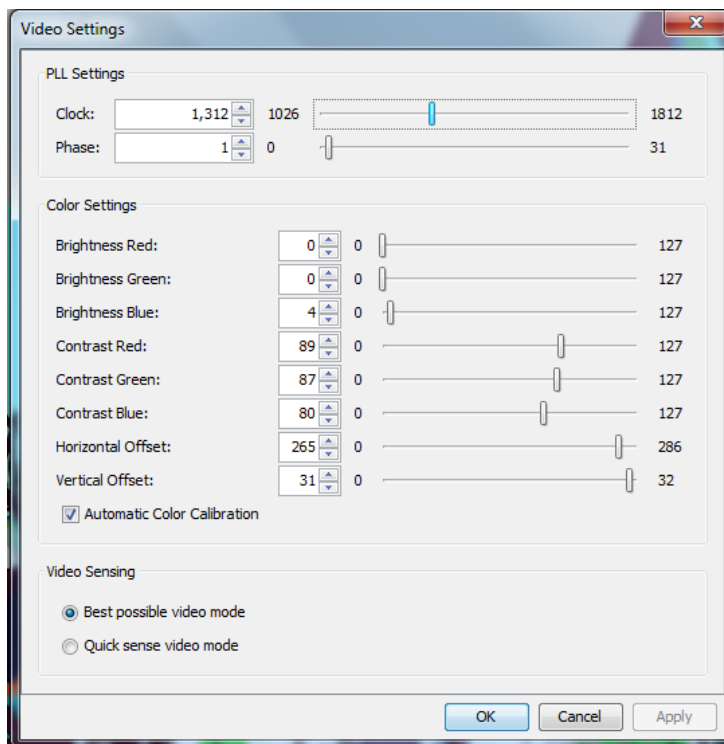 Video Settings
PLL Settings
Clock: 1,312 1026 1812
Phase: 1 0 31
Color Settings
Brightness Red: 0 0 127
Brightness Green: 0 0 127
Brightness Blue: 4 0 127
Contrast Red: 89 0 127
Contrast Green: 87 0 127
Contrast Blue: 80 0 127
Horizontal Offset: 265 0 286
Vertical Offset: 31 0 32
Automatic Color Calibration
Video Sensing
Best possible video mode
Quick sense video mode
OK Cancel Apply